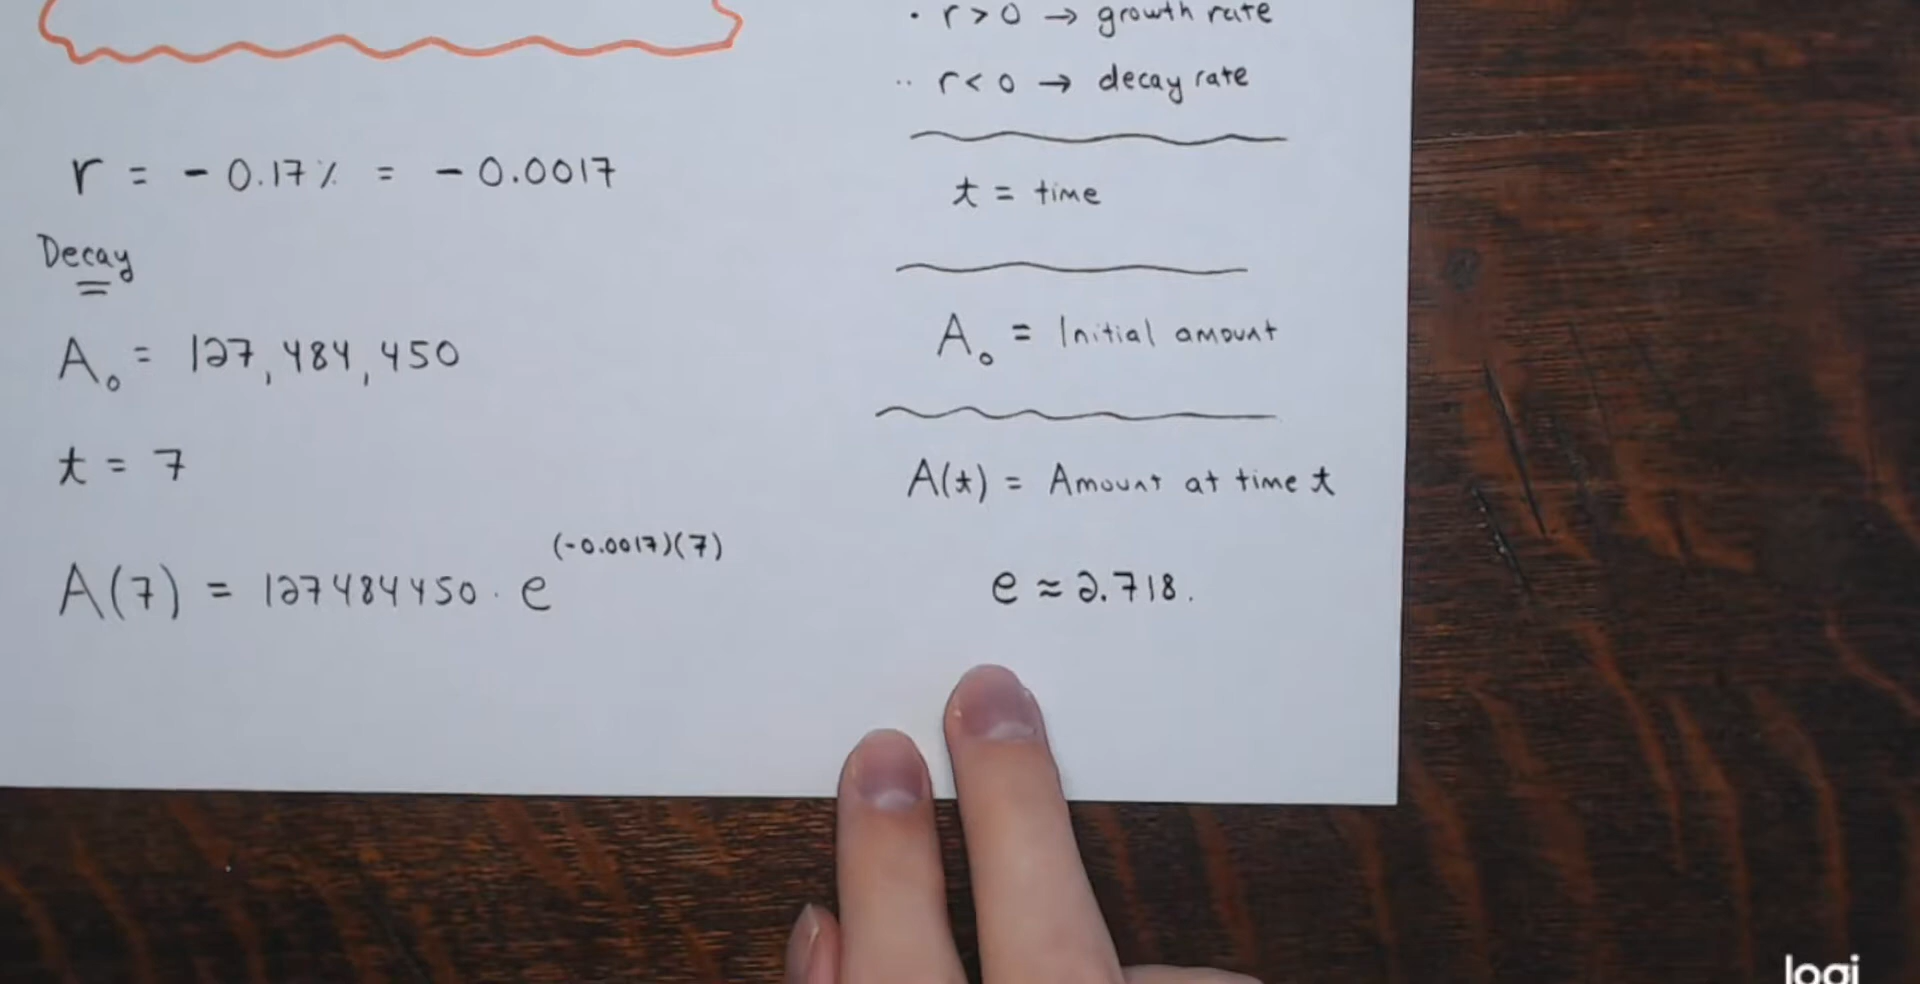 r = - 0.17% = - 0.0017
Decay
A₀ = 127,484,450
t = 7
A(7) = 127484450 · e^(-0.0017)(7)
· r > 0 → growth rate
·· r < 0 → decay rate
t = time
A₀ = Initial amount
A(t) = Amount at time t
e ≈ 2.718.
logi